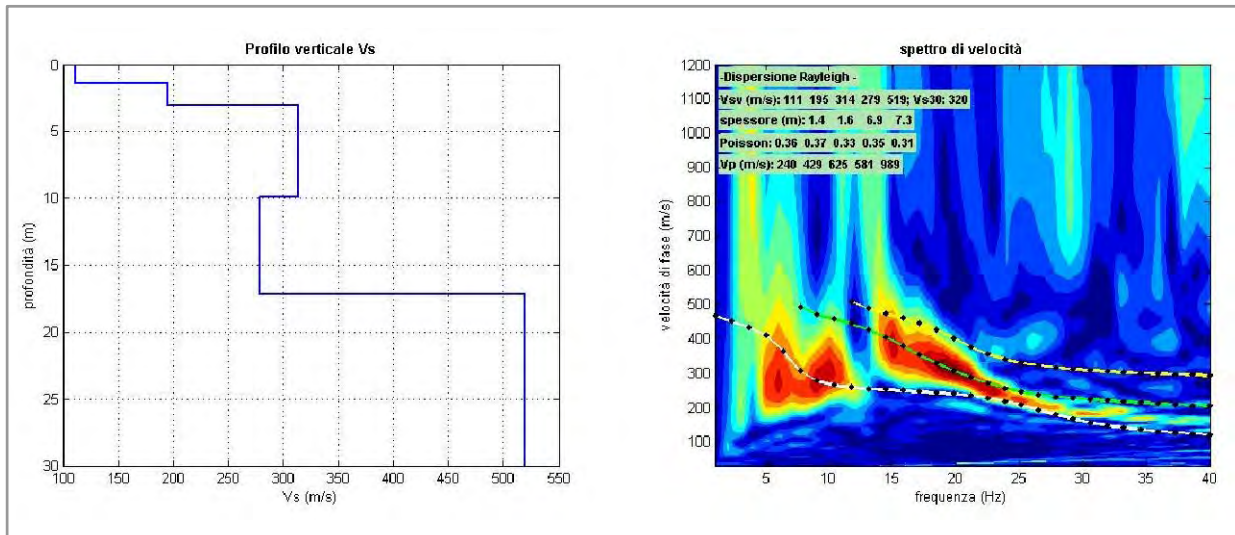 Profilo verticale Vs
0
5
10
15
20
25
30
profondità (m)
100 150 200 250 300 350 400 450 500 550
Vs (m/s)
spettro di velocità
1200
1100
1000
900
800
700
600
500
400
300
200
100
velocità di fase (m/s)
-Dispersione Rayleigh -
Vsv (m/s): 111 195 314 279 519; Vs30: 320
spessore (m): 1.4 1.6 6.9 7.3
Poisson: 0.36 0.37 0.33 0.35 0.31
Vp (m/s): 240 429 625 581 989
5 10 15 20 25 30 35 40
frequenza (Hz)